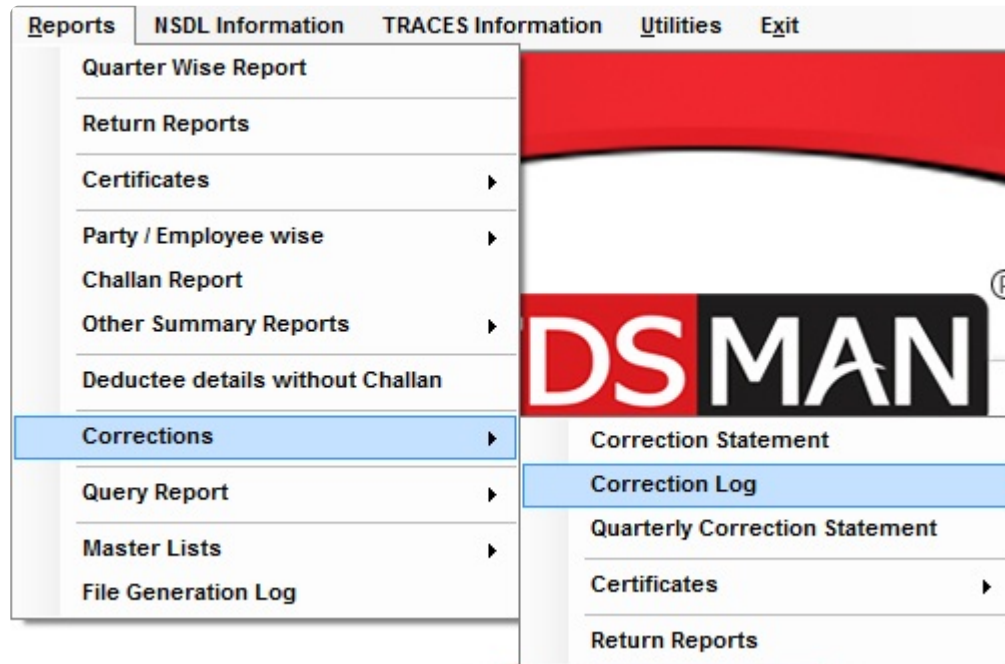 Reports NSDL Information TRACES Information Utilities Exit
Quarter Wise Report
Return Reports
Certificates
Party / Employee wise
Challan Report
Other Summary Reports
Deductee details without Challan
Corrections
Query Report
Master Lists
File Generation Log
DSMAN
Correction Statement
Correction Log
Quarterly Correction Statement
Certificates
Return Reports